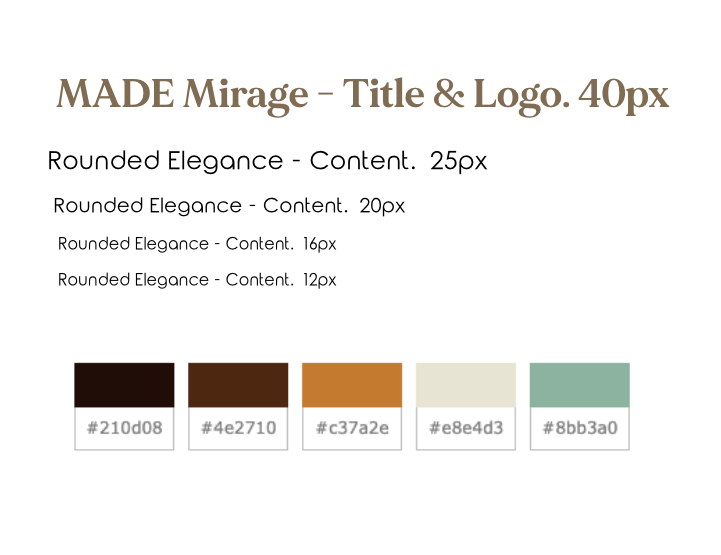 MADE Mirage - Title & Logo. 40px
Rounded Elegance - Content. 25px
Rounded Elegance - Content. 20px
Rounded Elegance - Content. 16px
Rounded Elegance - Content. 12px
#210d08 #4e2710 #c37a2e #e8e4d3 #8bb3a0